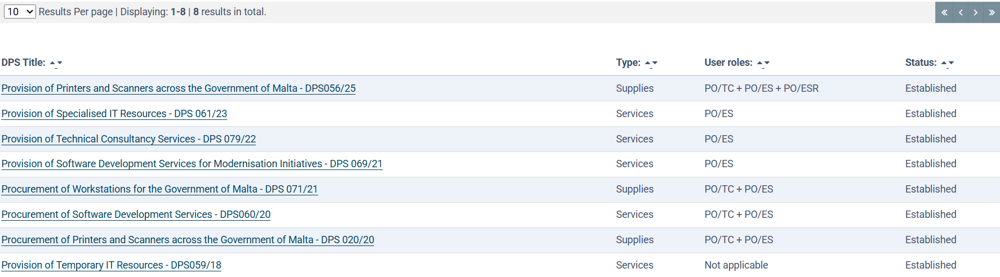 10 Results Per page | Displaying: 1-8 | 8 results in total.
DPS Title: Type: User roles: Status:
Provision of Printers and Scanners across the Government of Malta - DPS056/25 Supplies PO/TC + PO/ES + PO/ESR Established
Provision of Specialised IT Resources - DPS 061/23 Services PO/ES Established
Provision of Technical Consultancy Services - DPS 079/22 Services PO/ES Established
Provision of Software Development Services for Modernisation Initiatives - DPS 069/21 Services PO/ES Established
Procurement of Workstations for the Government of Malta - DPS 071/21 Supplies PO/TC + PO/ES Established
Procurement of Software Development Services - DPS060/20 Services PO/TC + PO/ES Established
Procurement of Printers and Scanners across the Government of Malta - DPS 020/20 Supplies PO/TC + PO/ES Established
Provision of Temporary IT Resources - DPS059/18 Services Not applicable Established